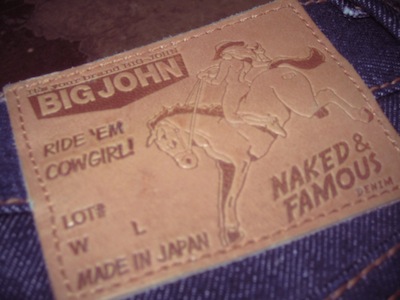 BIG JOHN
RIDE 'EM
COWGIRL!
NAKED &
FAMOUS
DENIM
LOT#
W L
MADE IN JAPAN